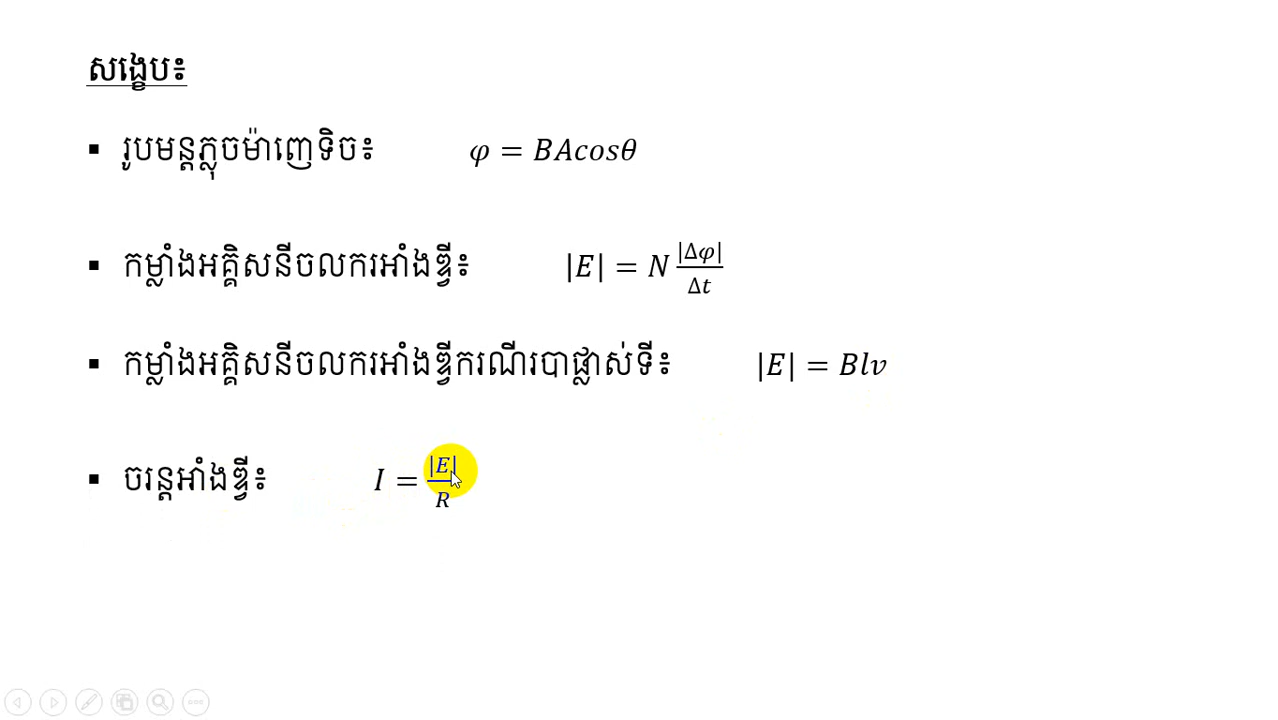 សង្ខេប៖
▪ រូបមន្តភ្លុចម៉ាញេទិច៖ φ = BAcosθ
▪ កម្លាំងអគ្គិសនីចលករអាំងឌ្វី៖ |E| = N |Δφ|/Δt
▪ កម្លាំងអគ្គិសនីចលករអាំងឌ្វីករណីរបាផ្លាស់ទី៖ |E| = Blv
▪ ចរន្តអាំងឌ្វី៖ I = |E|/R